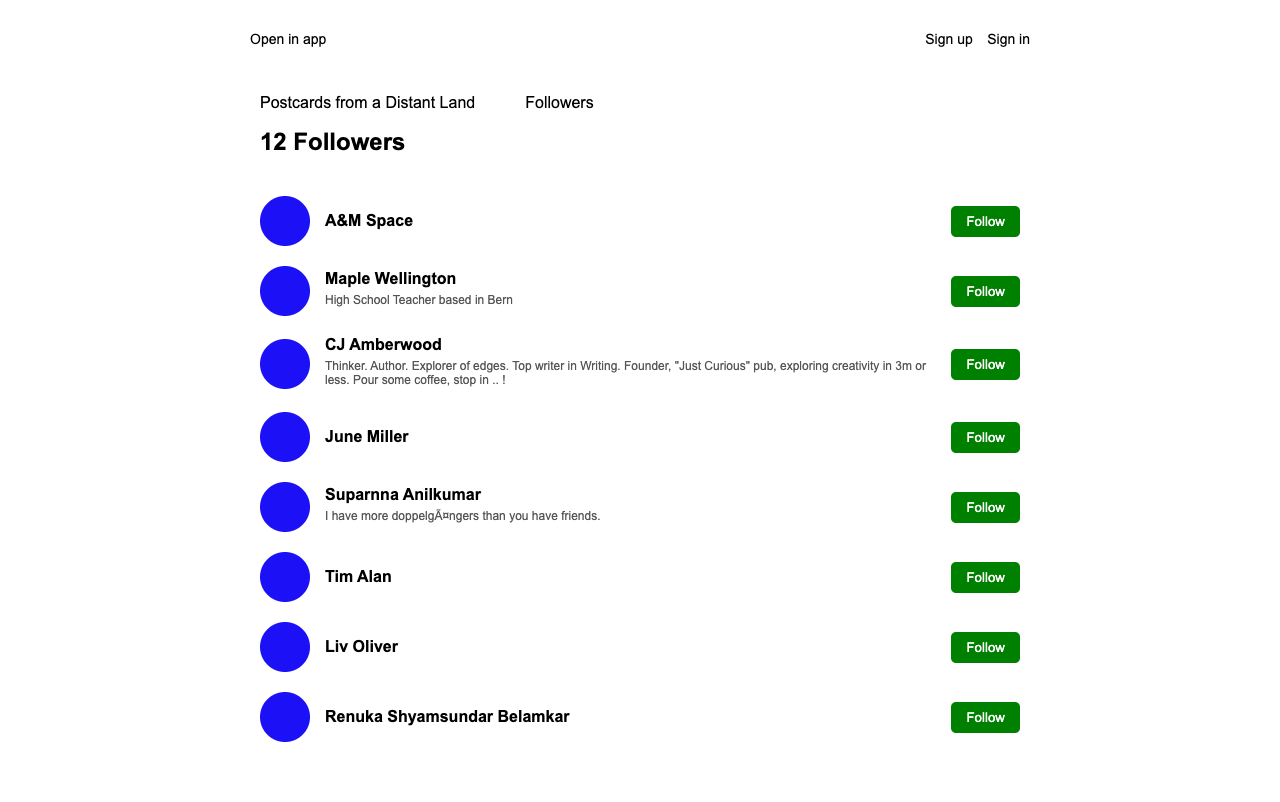 Open in app
Sign up
Sign in
Postcards from a Distant Land
Followers
12 Followers
A&M Space
Follow
Maple Wellington
High School Teacher based in Bern
Follow
CJ Amberwood
Thinker. Author. Explorer of edges. Top writer in Writing. Founder, "Just Curious" pub, exploring creativity in 3m or
less. Pour some coffee, stop in .. !
Follow
June Miller
Follow
Suparnna Anilkumar
I have more doppelgÃ¤ngers than you have friends.
Follow
Tim Alan
Follow
Liv Oliver
Follow
Renuka Shyamsundar Belamkar
Follow